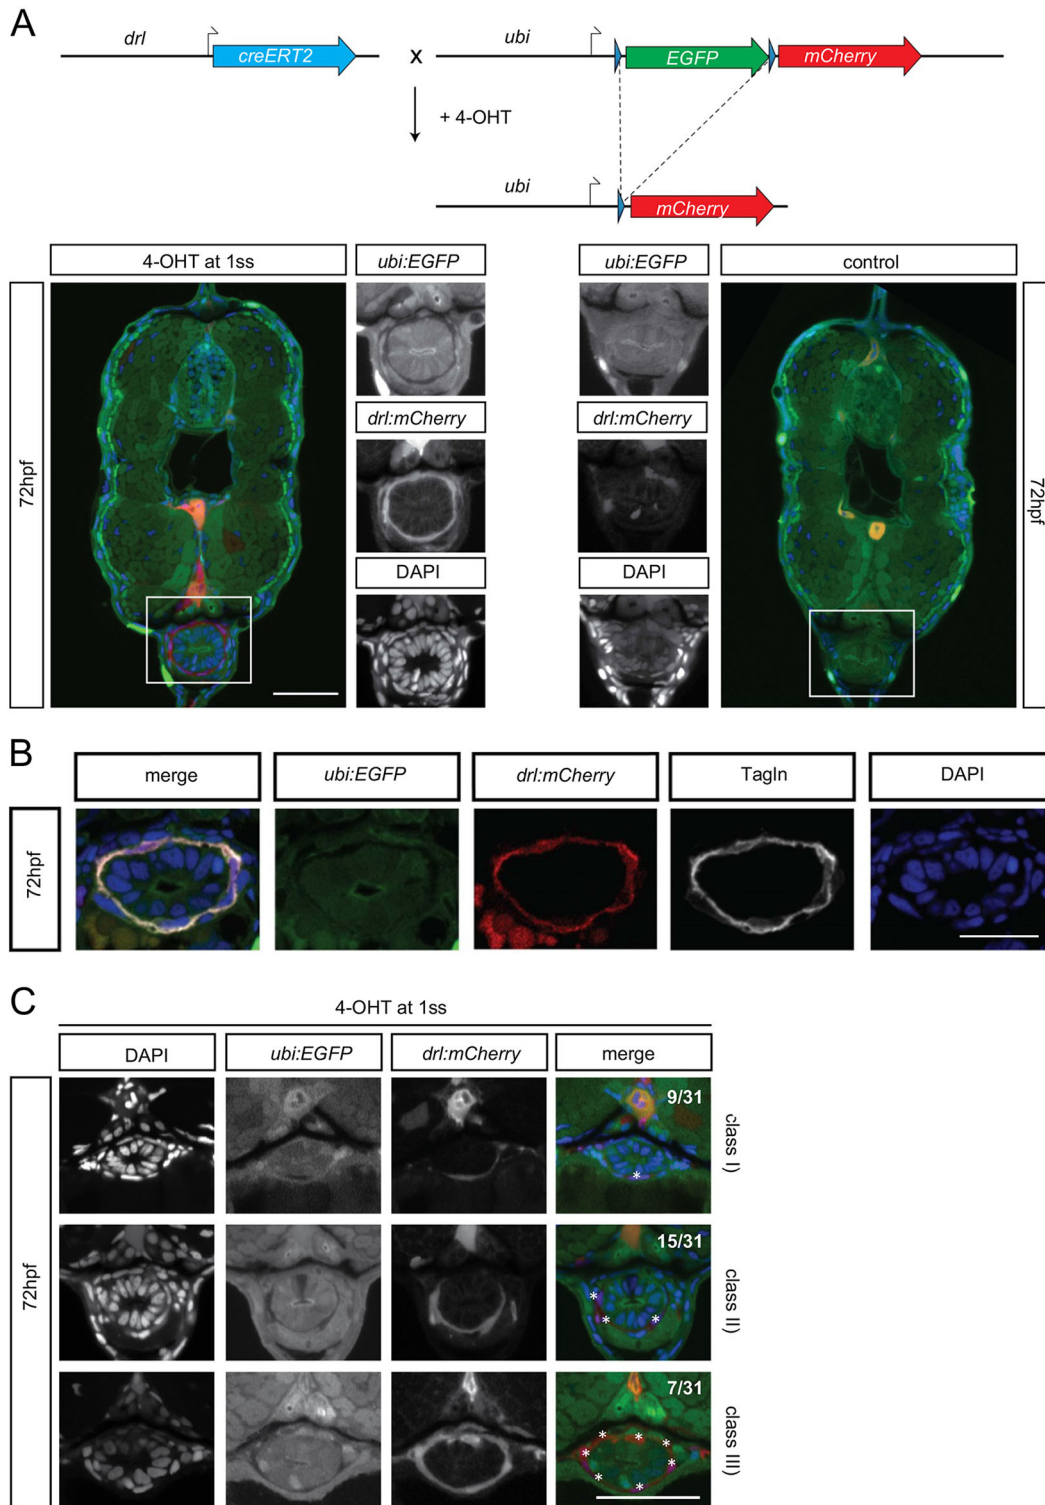 A
drl
creERT2
x
ubi
EGFP
mCherry
+ 4-OHT
ubi
mCherry
4-OHT at 1ss
ubi:EGFP
ubi:EGFP
control
72hpf
drl:mCherry
drl:mCherry
72hpf
DAPI
DAPI
B
merge
ubi:EGFP
drl:mCherry
Tagln
DAPI
72hpf
C
4-OHT at 1ss
DAPI
ubi:EGFP
drl:mCherry
merge
72hpf
9/31
class I)
*
15/31
class II)
* * *
7/31
class III)
* * * * * * * *